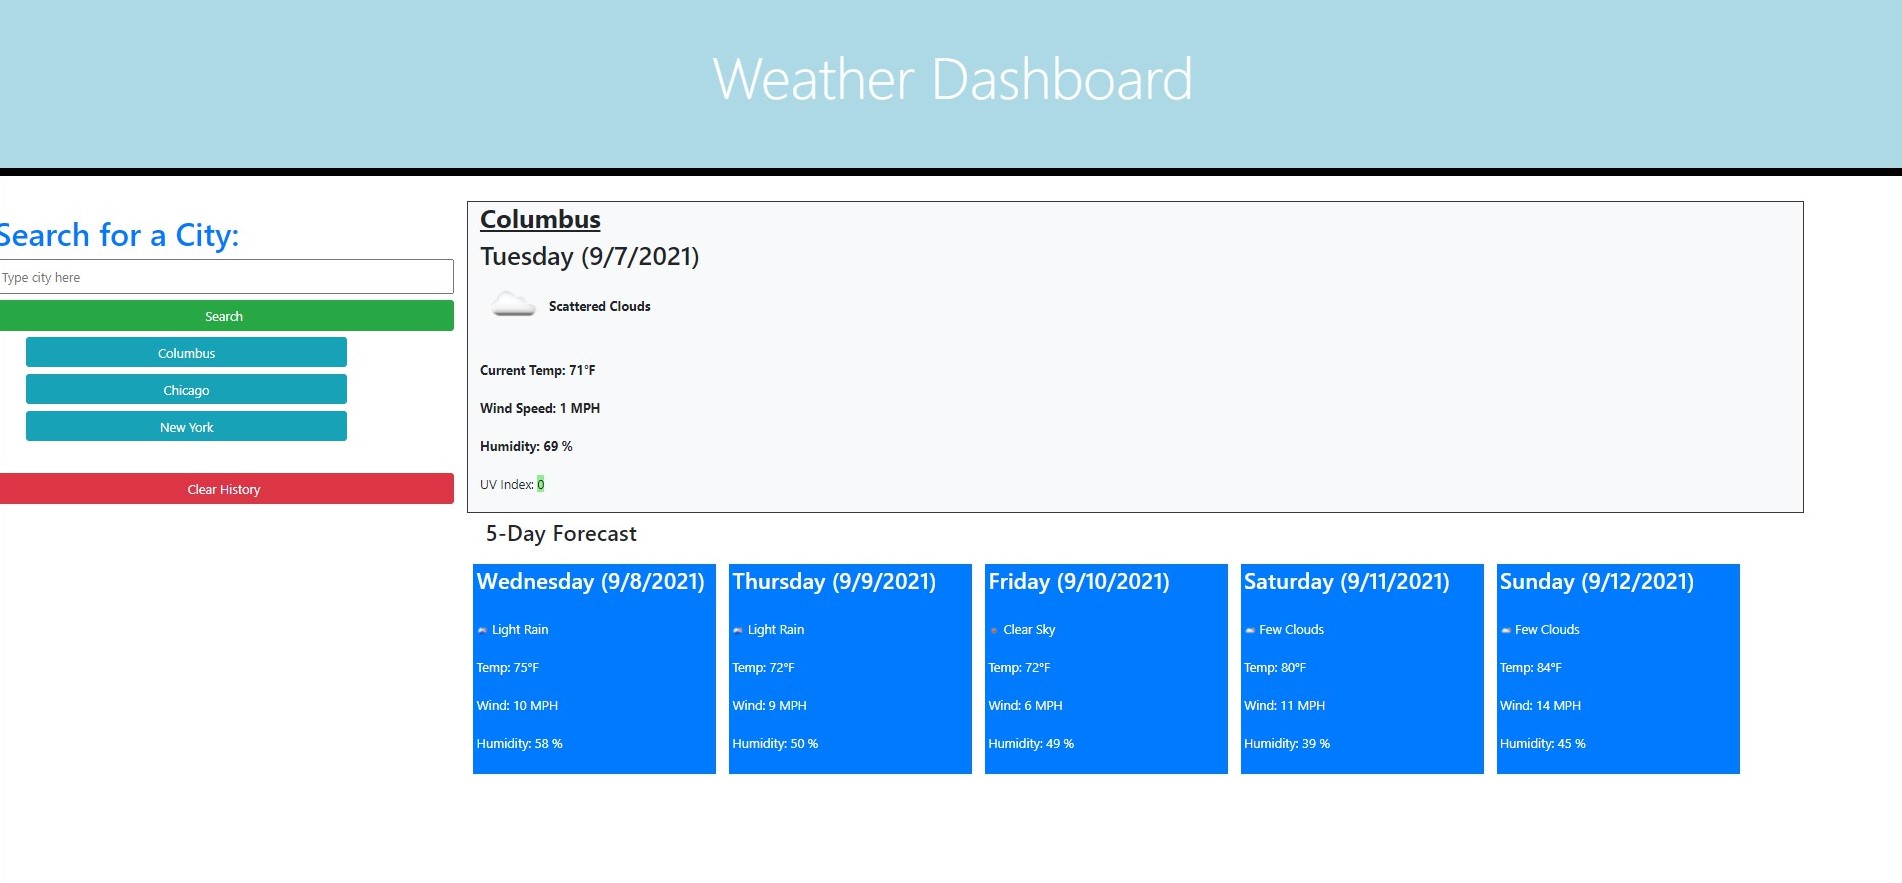 Weather Dashboard
Search for a City:
Type city here
Search
Columbus
Chicago
New York
Clear History
Columbus
Tuesday (9/7/2021)
Scattered Clouds
Current Temp: 71°F
Wind Speed: 1 MPH
Humidity: 69 %
UV Index: 0
5-Day Forecast
Wednesday (9/8/2021)
Light Rain
Temp: 75°F
Wind: 10 MPH
Humidity: 58 %
Thursday (9/9/2021)
Light Rain
Temp: 72°F
Wind: 9 MPH
Humidity: 50 %
Friday (9/10/2021)
Clear Sky
Temp: 72°F
Wind: 6 MPH
Humidity: 49 %
Saturday (9/11/2021)
Few Clouds
Temp: 80°F
Wind: 11 MPH
Humidity: 39 %
Sunday (9/12/2021)
Few Clouds
Temp: 84°F
Wind: 14 MPH
Humidity: 45 %